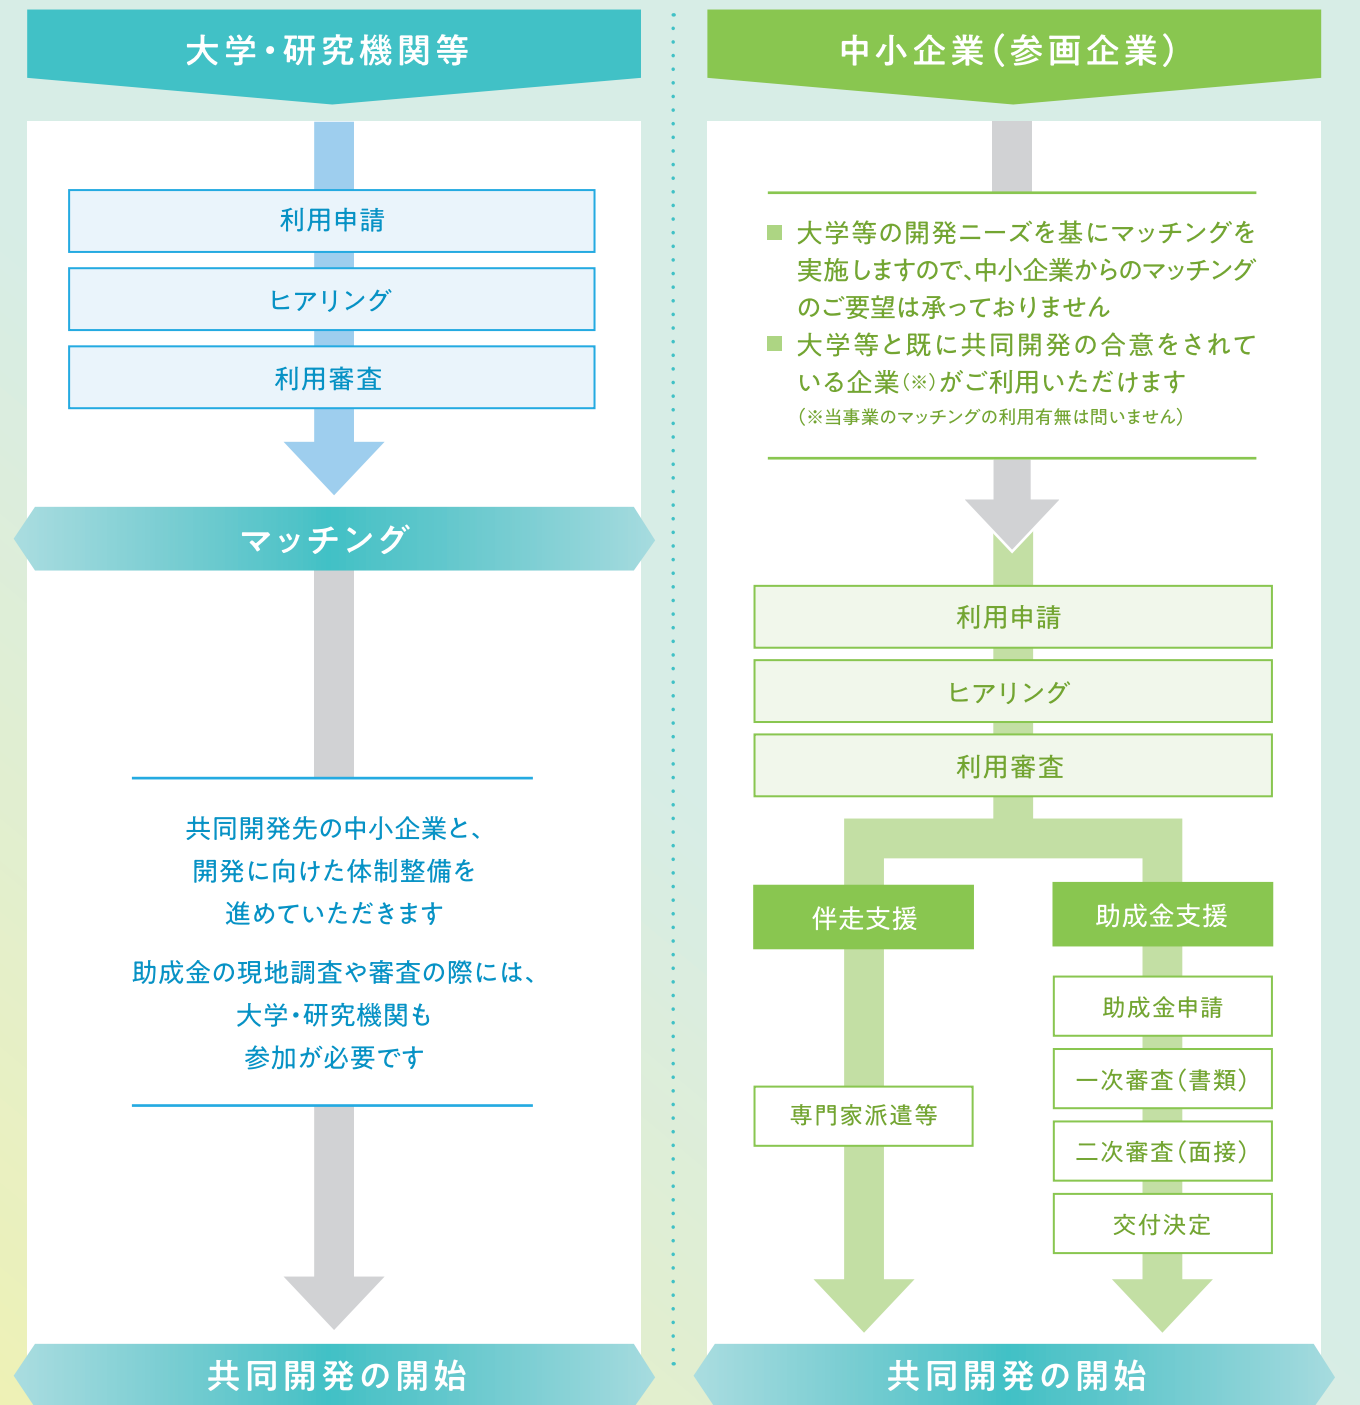 大学・研究機関等
利用申請
ヒアリング
利用審査
マッチング
共同開発先の中小企業と、
開発に向けた体制整備を
進めていただきます
助成金の現地調査や審査の際には、
大学・研究機関も
参加が必要です
共同開発の開始
中小企業（参画企業）
■ 大学等の開発ニーズを基にマッチングを
実施しますので、中小企業からのマッチング
のご要望は承っておりません
■ 大学等と既に共同開発の合意をされて
いる企業（※）がご利用いただけます
（※当事業のマッチングの利用有無は問いません）
利用申請
ヒアリング
利用審査
伴走支援
専門家派遣等
助成金支援
助成金申請
一次審査（書類）
二次審査（面接）
交付決定
共同開発の開始